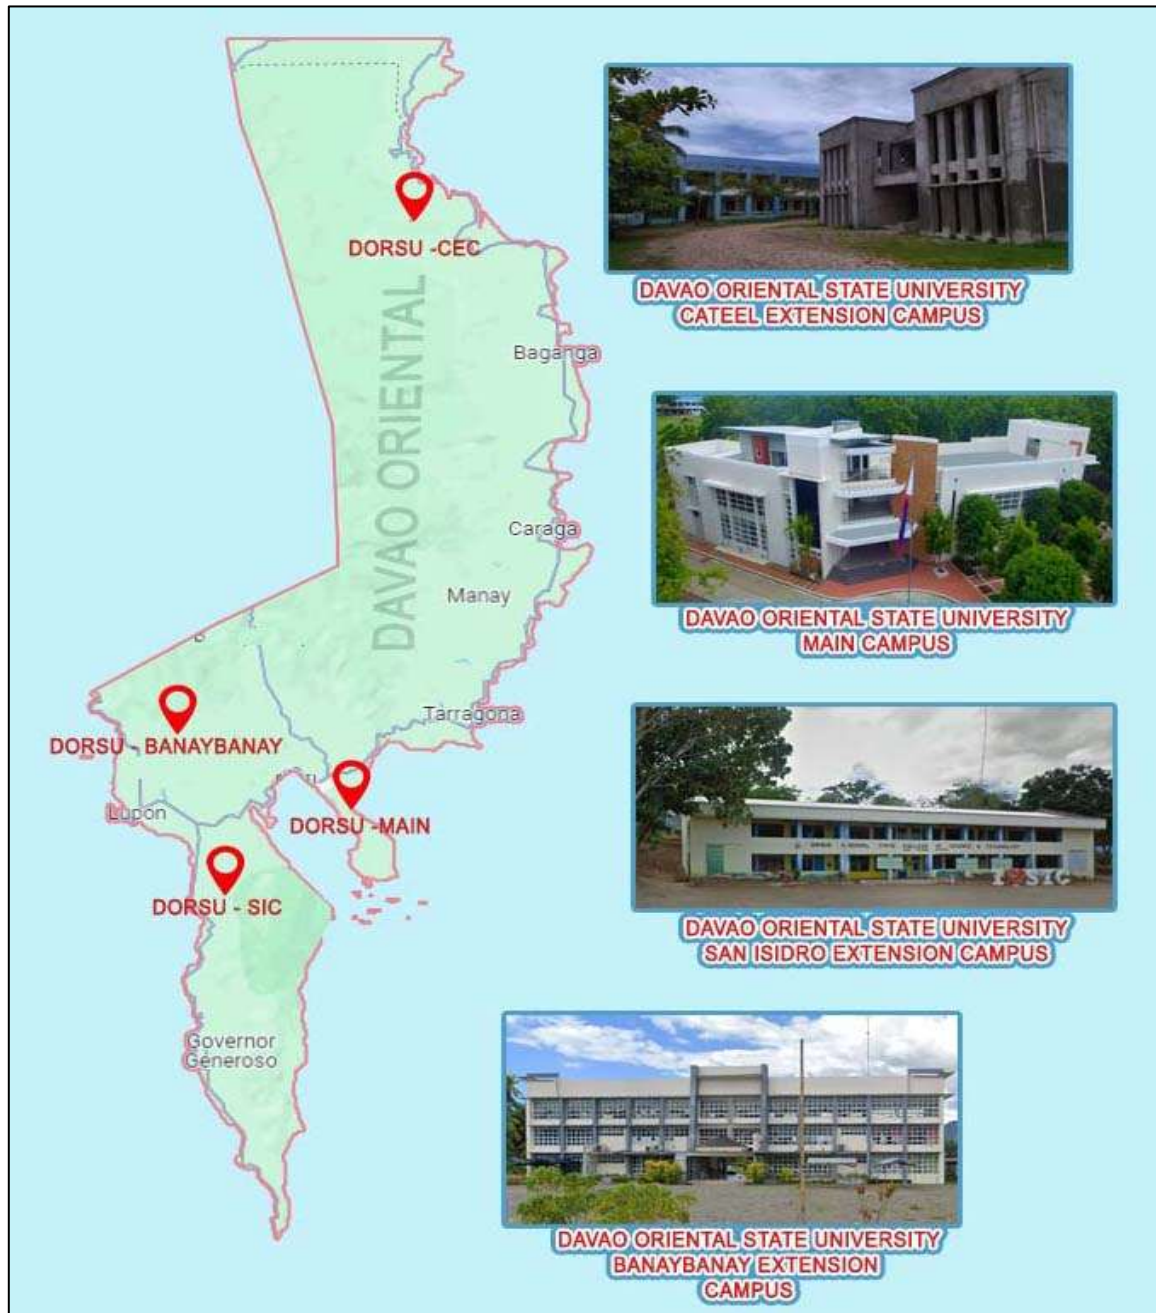 DORSU -CEC
DAVAO ORIENTAL
Baganga
Caraga
Manay
Tarragona
DORSU - BANAYBANAY
Lupon
DORSU -MAIN
DORSU - SIC
Governor
Generoso
DAVAO ORIENTAL STATE UNIVERSITY
CATEEL EXTENSION CAMPUS
DAVAO ORIENTAL STATE UNIVERSITY
MAIN CAMPUS
SIC
DAVAO ORIENTAL STATE UNIVERSITY
SAN ISIDRO EXTENSION CAMPUS
DAVAO ORIENTAL STATE UNIVERSITY
BANAYBANAY EXTENSION
CAMPUS